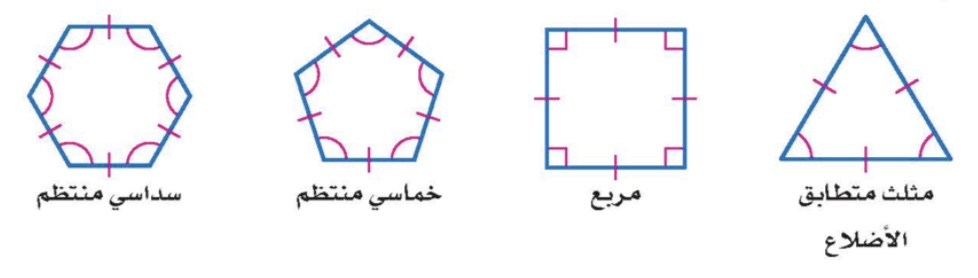 مثلث متطابق
الأضلاع
مربع
خماسي منتظم
سداسي منتظم